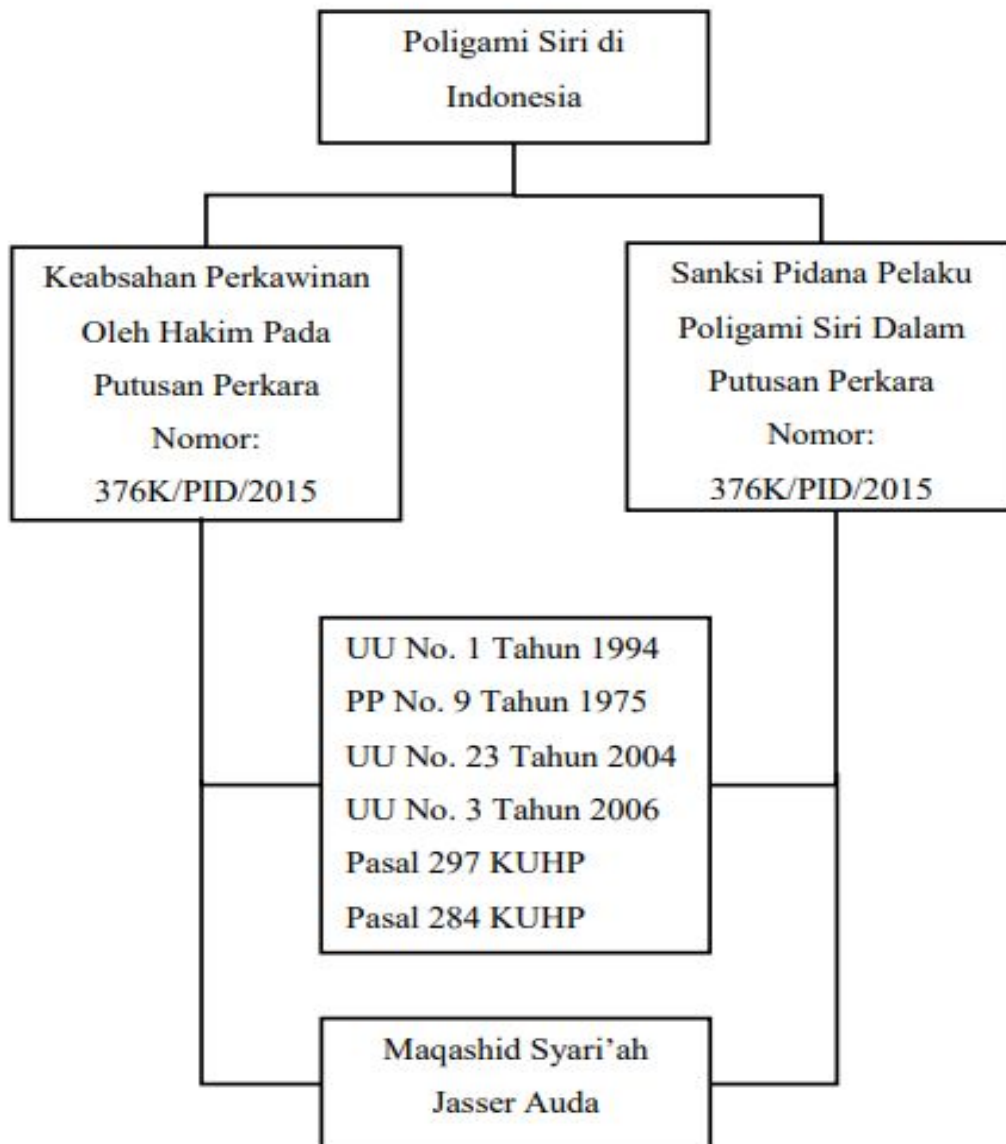 Poligami Siri di
Indonesia
Keabsahan Perkawinan
Oleh Hakim Pada
Putusan Perkara
Nomor:
376K/PID/2015
Sanksi Pidana Pelaku
Poligami Siri Dalam
Putusan Perkara
Nomor:
376K/PID/2015
UU No. 1 Tahun 1994
PP No. 9 Tahun 1975
UU No. 23 Tahun 2004
UU No. 3 Tahun 2006
Pasal 297 KUHP
Pasal 284 KUHP
Maqashid Syari’ah
Jasser Auda